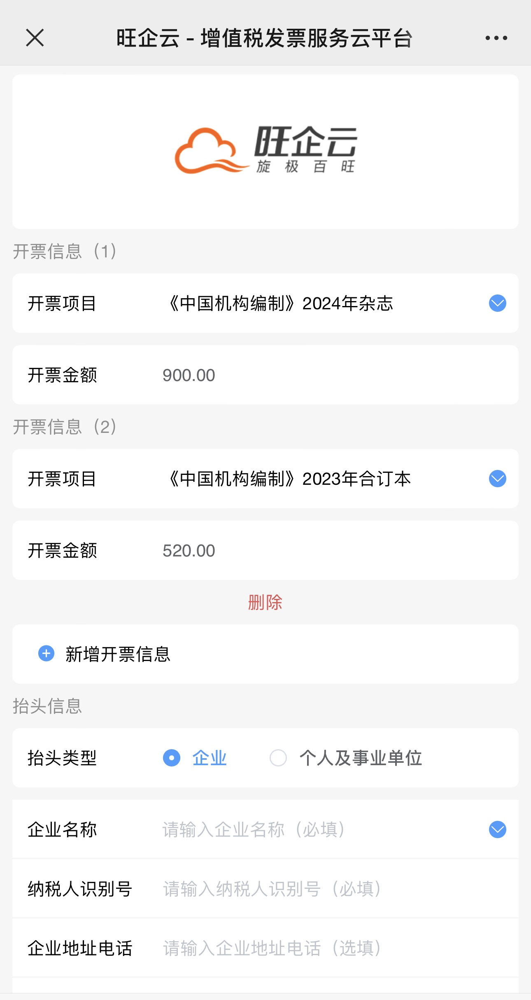 旺企云 - 增值税发票服务云平台
旺企云
旋极百旺
开票信息（1）
开票项目 《中国机构编制》2024年杂志
开票金额 900.00
开票信息（2）
开票项目 《中国机构编制》2023年合订本
开票金额 520.00
删除
新增开票信息
抬头信息
抬头类型 企业 个人及事业单位
企业名称 请输入企业名称（必填）
纳税人识别号 请输入纳税人识别号（必填）
企业地址电话 请输入企业地址电话（选填）